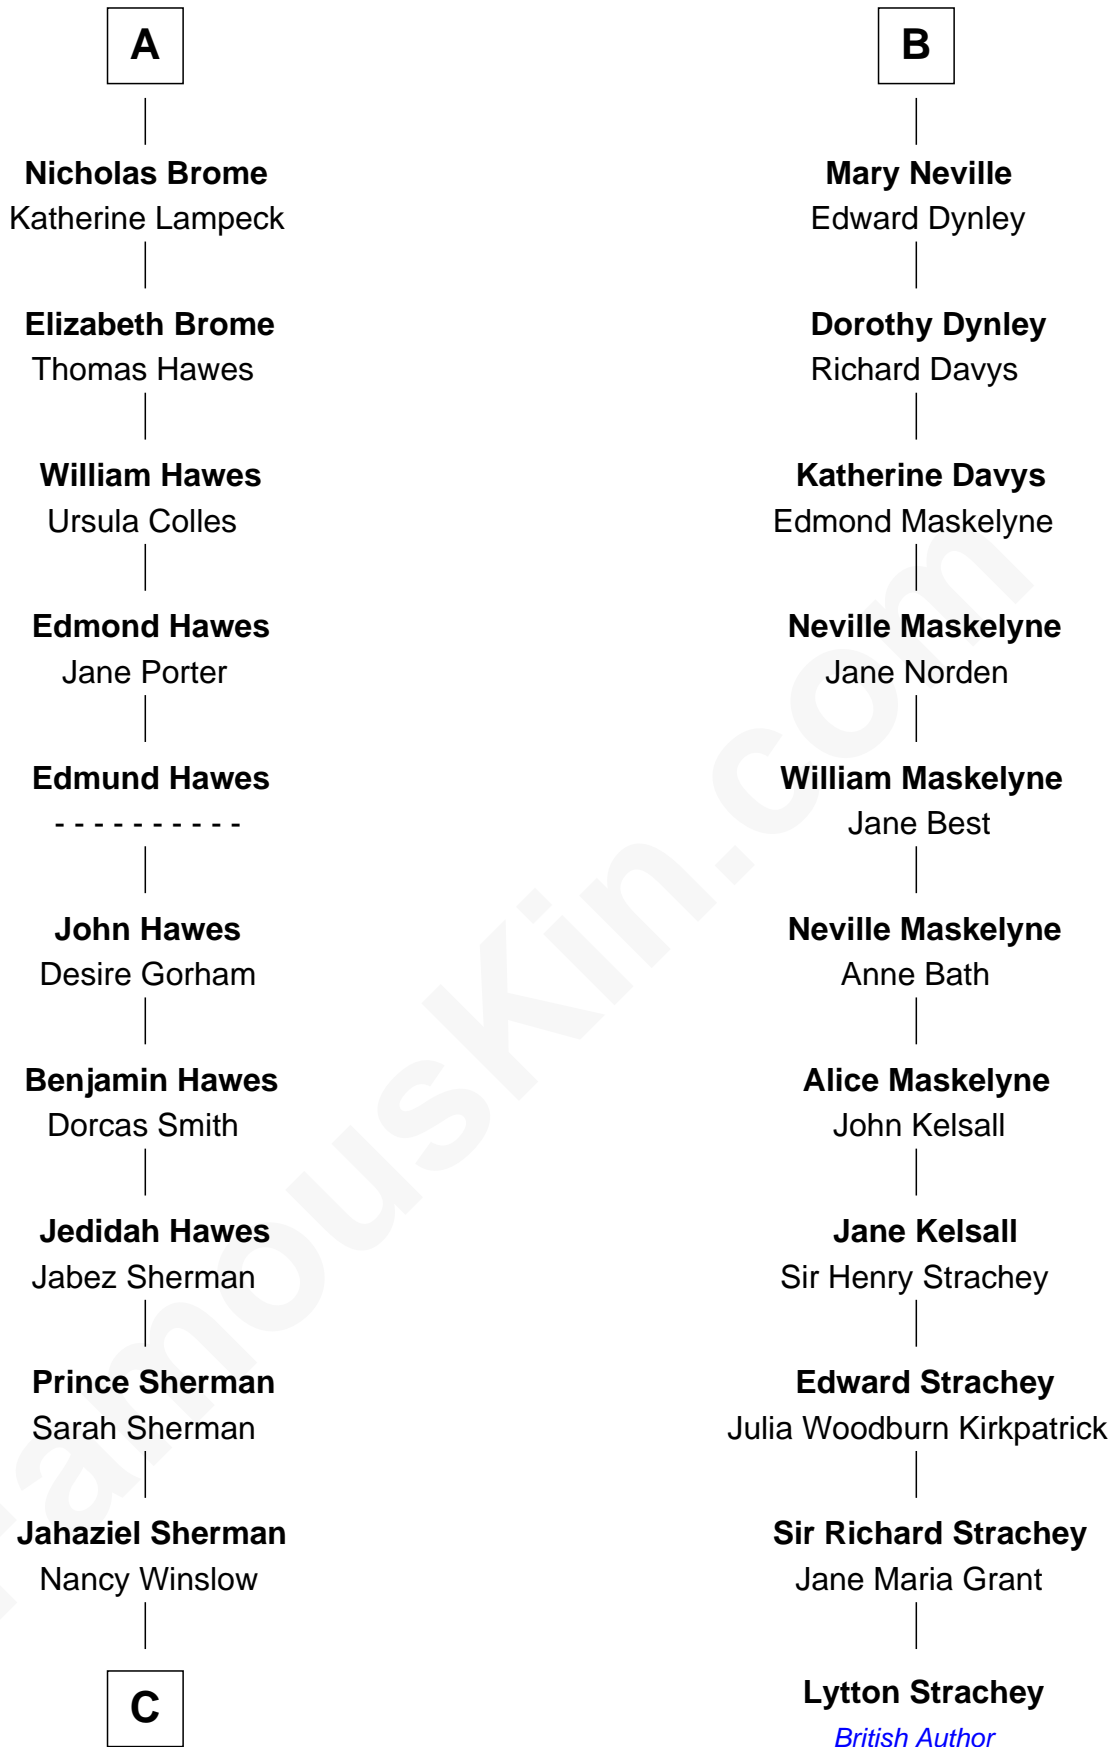 A
Nicholas Brome
Katherine Lampeck
Elizabeth Brome
Thomas Hawes
William Hawes
Ursula Colles
Edmond Hawes
Jane Porter
Edmund Hawes
- - - - - - - - - -
John Hawes
Desire Gorham
Benjamin Hawes
Dorcas Smith
Jedidah Hawes
Jabez Sherman
Prince Sherman
Sarah Sherman
Jahaziel Sherman
Nancy Winslow
C
B
Mary Neville
Edward Dynley
Dorothy Dynley
Richard Davys
Katherine Davys
Edmond Maskelyne
Neville Maskelyne
Jane Norden
William Maskelyne
Jane Best
Neville Maskelyne
Anne Bath
Alice Maskelyne
John Kelsall
Jane Kelsall
Sir Henry Strachey
Edward Strachey
Julia Woodburn Kirkpatrick
Sir Richard Strachey
Jane Maria Grant
Lytton Strachey
British Author
FamousKin.com